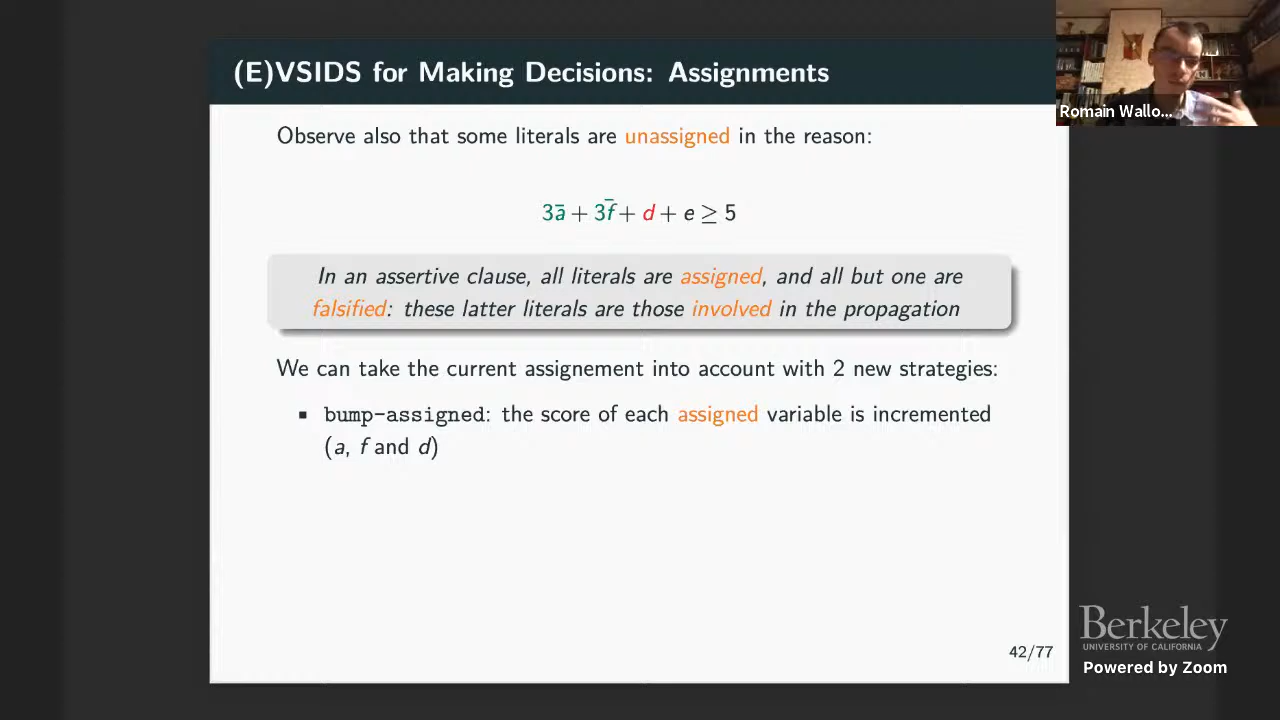 (E)VSIDS for Making Decisions: Assignments
Romain Wallo...
Observe also that some literals are unassigned in the reason:
3ā + 3f̄ + d + e ≥ 5
In an assertive clause, all literals are assigned, and all but one are
falsified: these latter literals are those involved in the propagation
We can take the current assignement into account with 2 new strategies:
▪ bump-assigned: the score of each assigned variable is incremented
(a, f and d)
42/77
Berkeley
UNIVERSITY OF CALIFORNIA
Powered by Zoom